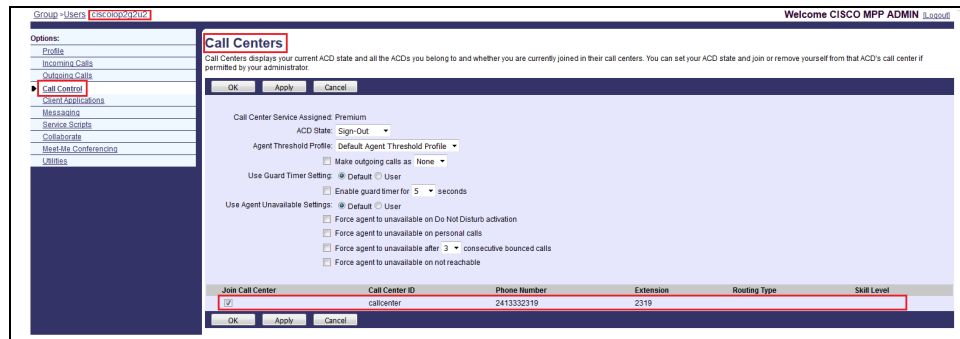 Group >Users ciscoiop2g2u2
Welcome CISCO MPP ADMIN [Logout]
Options:
Profile
Incoming Calls
Outgoing Calls
Call Control
Client Applications
Messaging
Service Scripts
Collaborate
Meet-Me Conferencing
Utilities
Call Centers
Call Centers displays your current ACD state and all the ACDs you belong to and whether you are currently joined in their call centers. You can set your ACD state and join or remove yourself from that ACD's call center if
permitted by your administrator.
OK Apply Cancel
Call Center Service Assigned: Premium
ACD State: Sign-Out
Agent Threshold Profile: Default Agent Threshold Profile
Make outgoing calls as None
Use Guard Timer Setting: Default User
Enable guard timer for 5 seconds
Use Agent Unavailable Settings: Default User
Force agent to unavailable on Do Not Disturb activation
Force agent to unavailable on personal calls
Force agent to unavailable after 3 consecutive bounced calls
Force agent to unavailable on not reachable
Join Call Center Call Center ID Phone Number Extension Routing Type Skill Level
callcenter 2413332319 2319
OK Apply Cancel